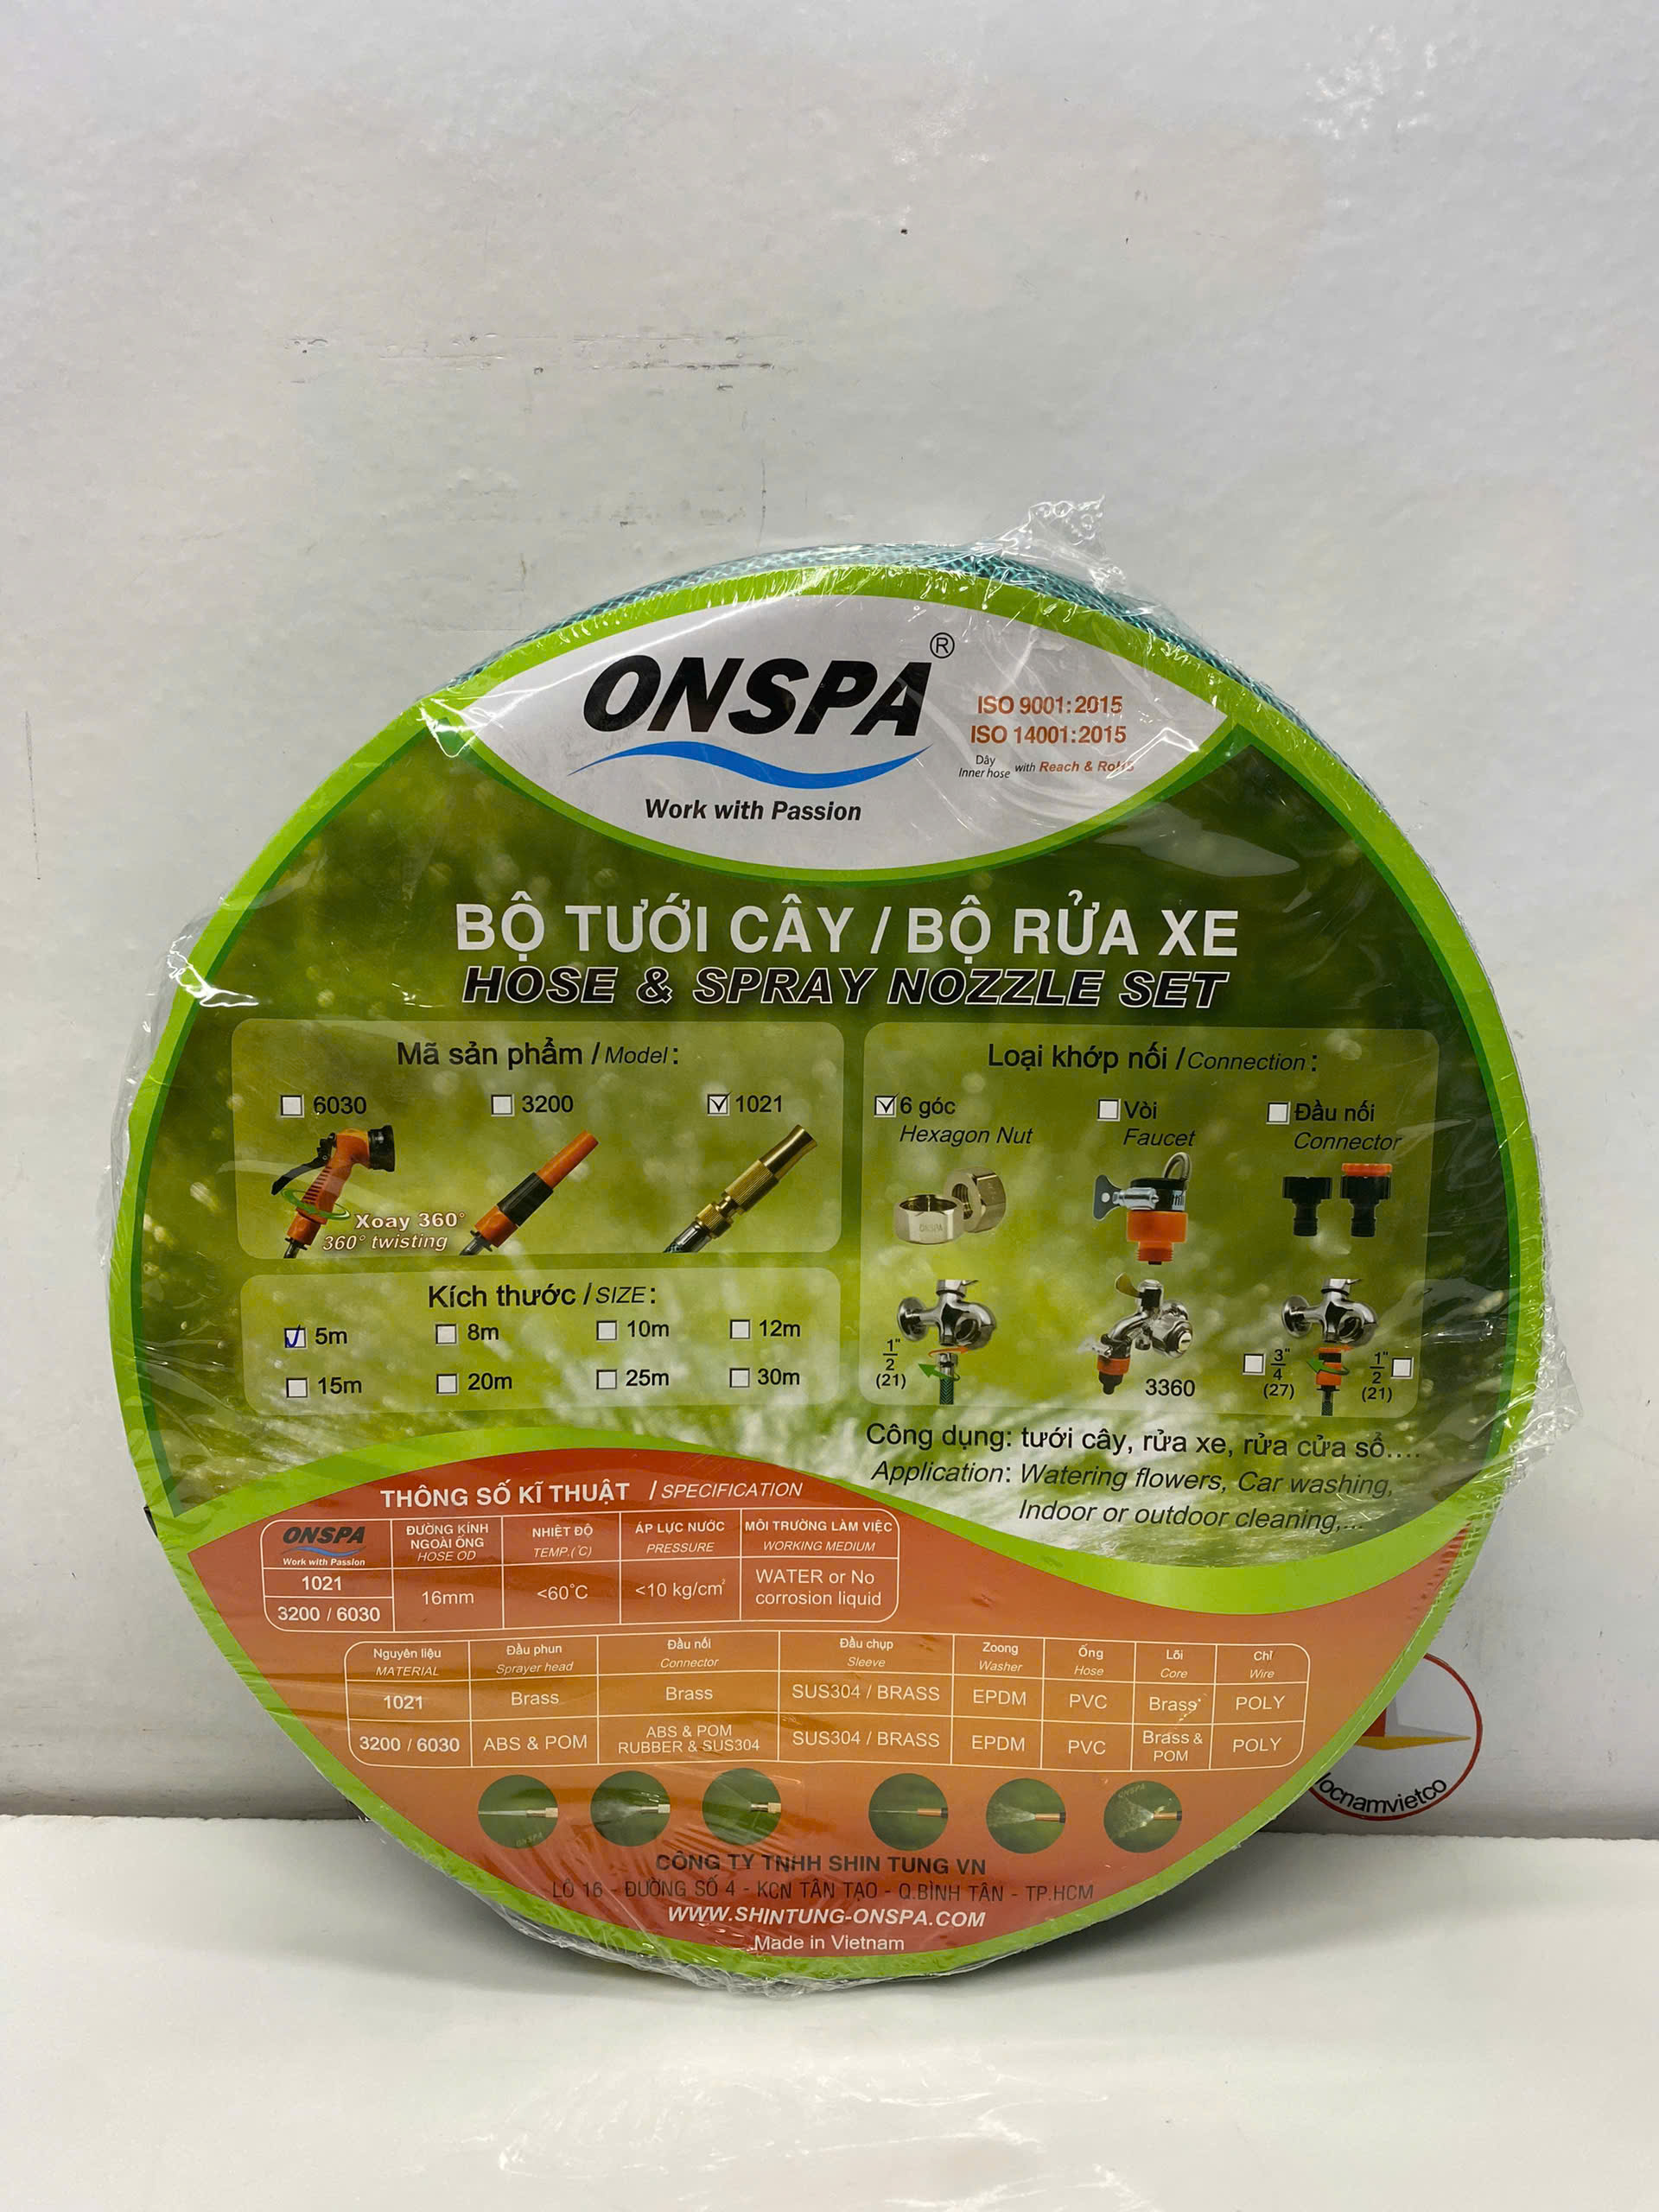 ONSPA®
ISO 9001:2015
ISO 14001:2015
Dây
Inner hose with Reach & RoHS
Work with Passion
BỘ TƯỚI CÂY / BỘ RỬA XE
HOSE & SPRAY NOZZLE SET
Mã sản phẩm / Model:
6030 3200 1021
Xoay 360°
360° twisting
Kích thước / SIZE:
5m 8m 10m 12m
15m 20m 25m 30m
Loại khớp nối / Connection:
6 góc Vòi Đầu nối
Hexagon Nut Faucet Connector
ONSPA
1"/2 (21) 3360 3"/4 (27) 1"/2 (21)
Công dụng: tưới cây, rửa xe, rửa cửa sổ....
Application: Watering flowers, Car washing,
Indoor or outdoor cleaning,...
THÔNG SỐ KĨ THUẬT / SPECIFICATION
ONSPA Work with Passion ĐƯỜNG KÍNH NGOÀI ỐNG HOSE OD NHIỆT ĐỘ TEMP.(°C) ÁP LỰC NƯỚC PRESSURE MÔI TRƯỜNG LÀM VIỆC WORKING MEDIUM
1021
3200 / 6030
16mm <60°C <10 kg/cm² WATER or No corrosion liquid
Nguyên liệu Đầu phun Đầu nối Đầu chụp Zoong Ống Lõi Chỉ
MATERIAL Sprayer head Connector Sleeve Washer Hose Core Wire
1021 Brass Brass SUS304 / BRASS EPDM PVC Brass POLY
3200 / 6030 ABS & POM ABS & POM RUBBER & SUS304 SUS304 / BRASS EPDM PVC Brass & POM POLY
CÔNG TY TNHH SHIN TUNG VN
LÔ 16 - ĐƯỜNG SỐ 4 - KCN TÂN TẠO - Q.BÌNH TÂN - TP.HCM
WWW.SHINTUNG-ONSPA.COM
Made in Vietnam
ocnamvietco